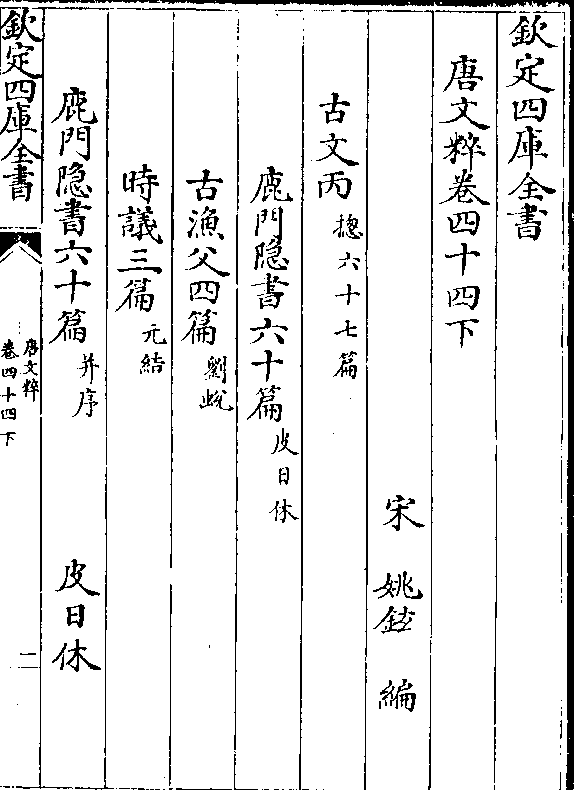 欽定四庫全書
唐文粹卷四十四下
宋 姚鉉 編
古文丙 揔六十七篇
鹿門隠書六十篇 皮日休
古漁父四篇 劉蛻
時議三篇 元結
鹿門隠書六十篇 并序 皮日休
欽定四庫全書
唐文粹
卷四十四下
二